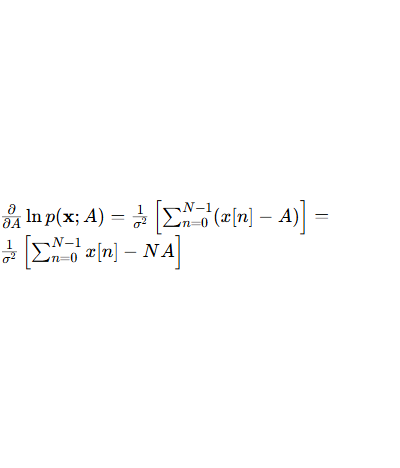 ∂/∂A ln p(𝐱; A) = 1/σ² [∑_{n=0}^{N−1} (x[n] − A)] =
1/σ² [∑_{n=0}^{N−1} x[n] − NA]